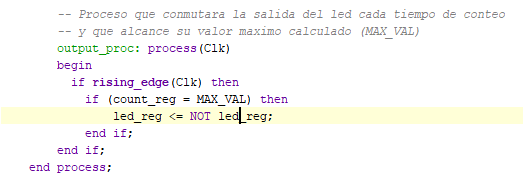 -- Proceso que conmutara la salida del led cada tiempo de conteo
-- y que alcance su valor maximo calculado (MAX_VAL)
output_proc: process(Clk)
begin
if rising_edge(Clk) then
if (count_reg = MAX_VAL) then
led_reg <= NOT led_reg;
end if;
end if;
end process;